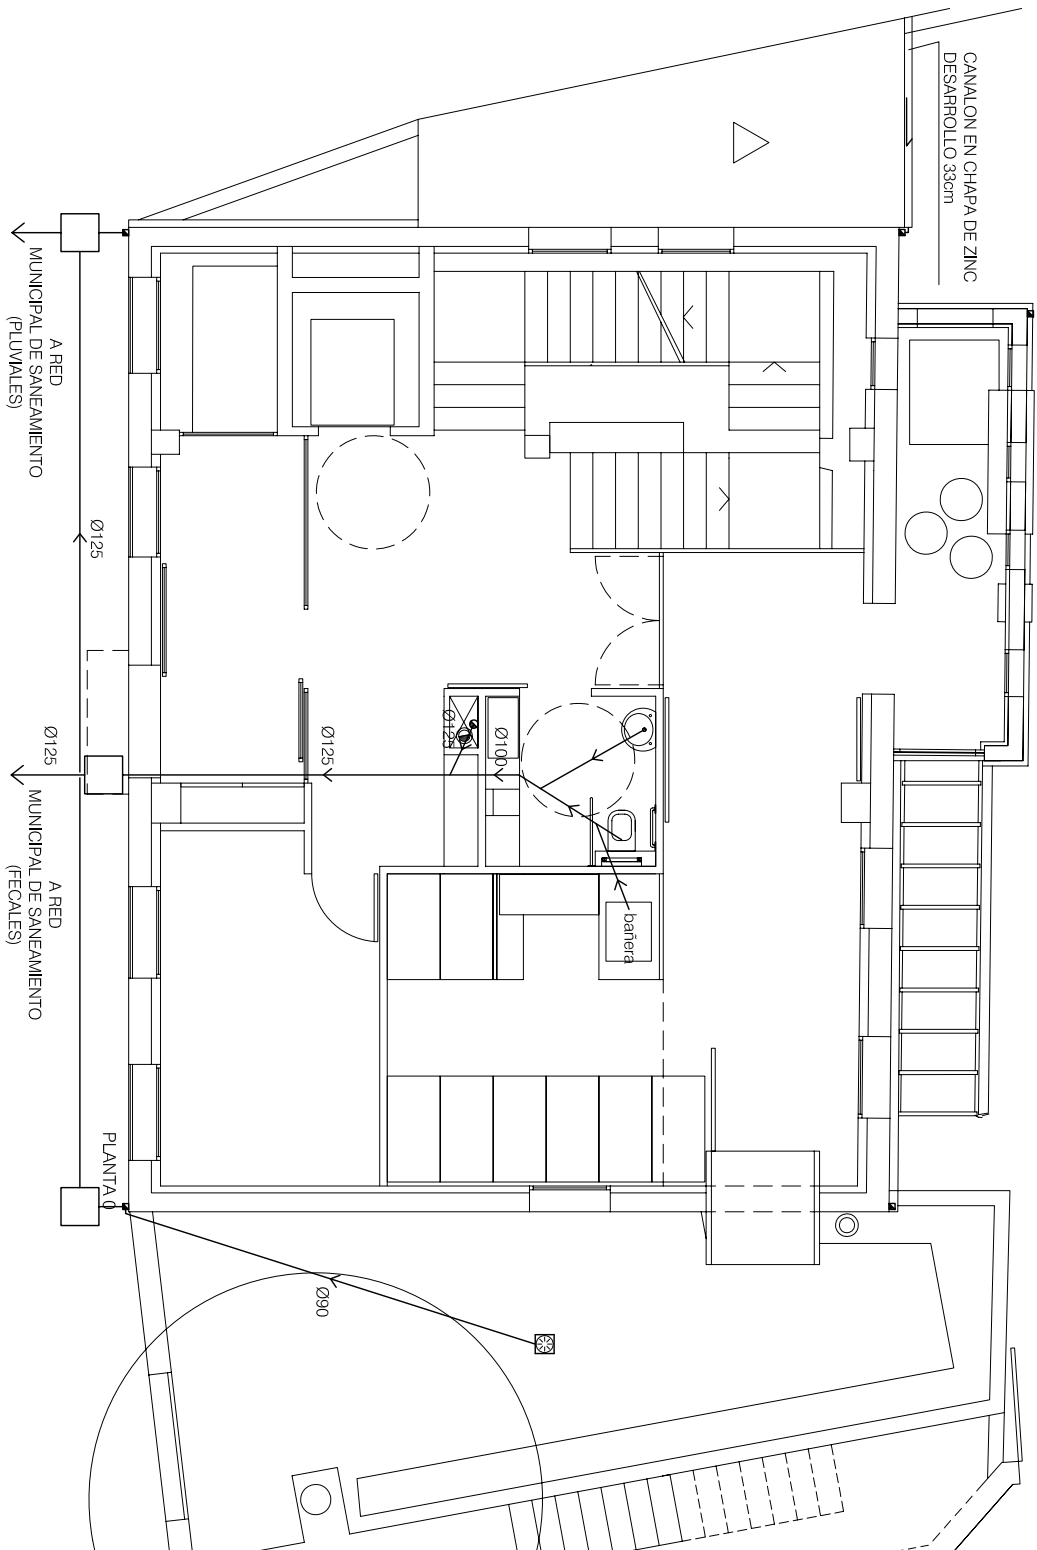 CANALON EN CHAPA DE ZINC
DESARROLLO 33cm
A RED
MUNICIPAL DE SANEAMIENTO
(PLUVIALES)
Ø125
Ø125
Ø100
Ø125
Ø125
A RED
MUNICIPAL DE SANEAMIENTO
(FECALES)
bañera
PLANTA 0
Ø90